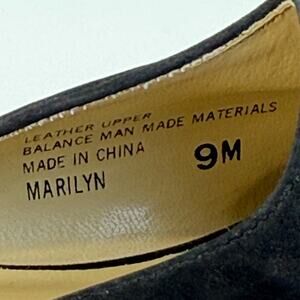 LEATHER UPPER
BALANCE MAN MADE MATERIALS
MADE IN CHINA
9M
MARILYN